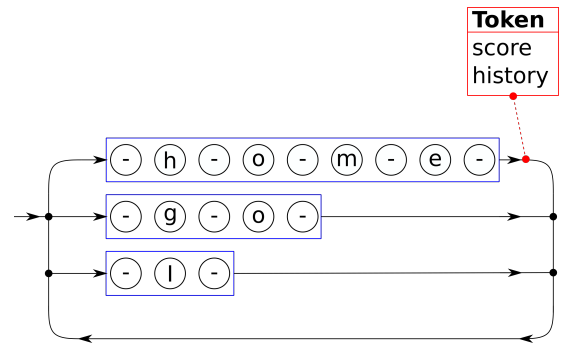 Token
score
history
- h - o - m - e -
- g - o -
- l -